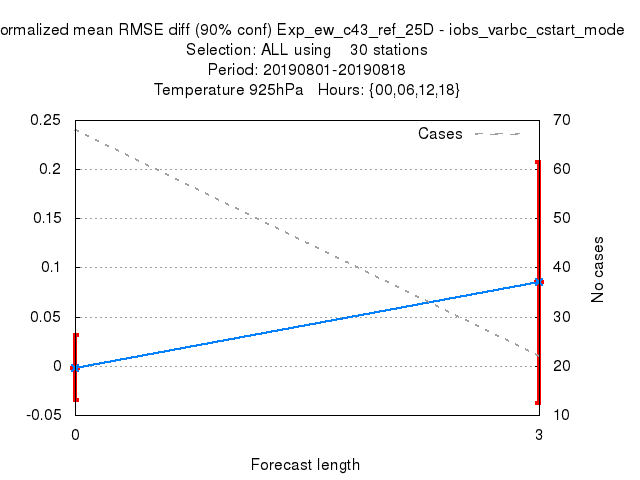 ormalized mean RMSE diff (90% conf) Exp_ew_c43_ref_25D - iobs_varbc_cstart_mode
Selection: ALL using 30 stations
Period: 20190801-20190818
Temperature 925hPa Hours: {00,06,12,18}
0.25
0.2
0.15
0.1
0.05
0
-0.05
Cases
70
60
50
40
30
20
10
No cases
0
3
Forecast length